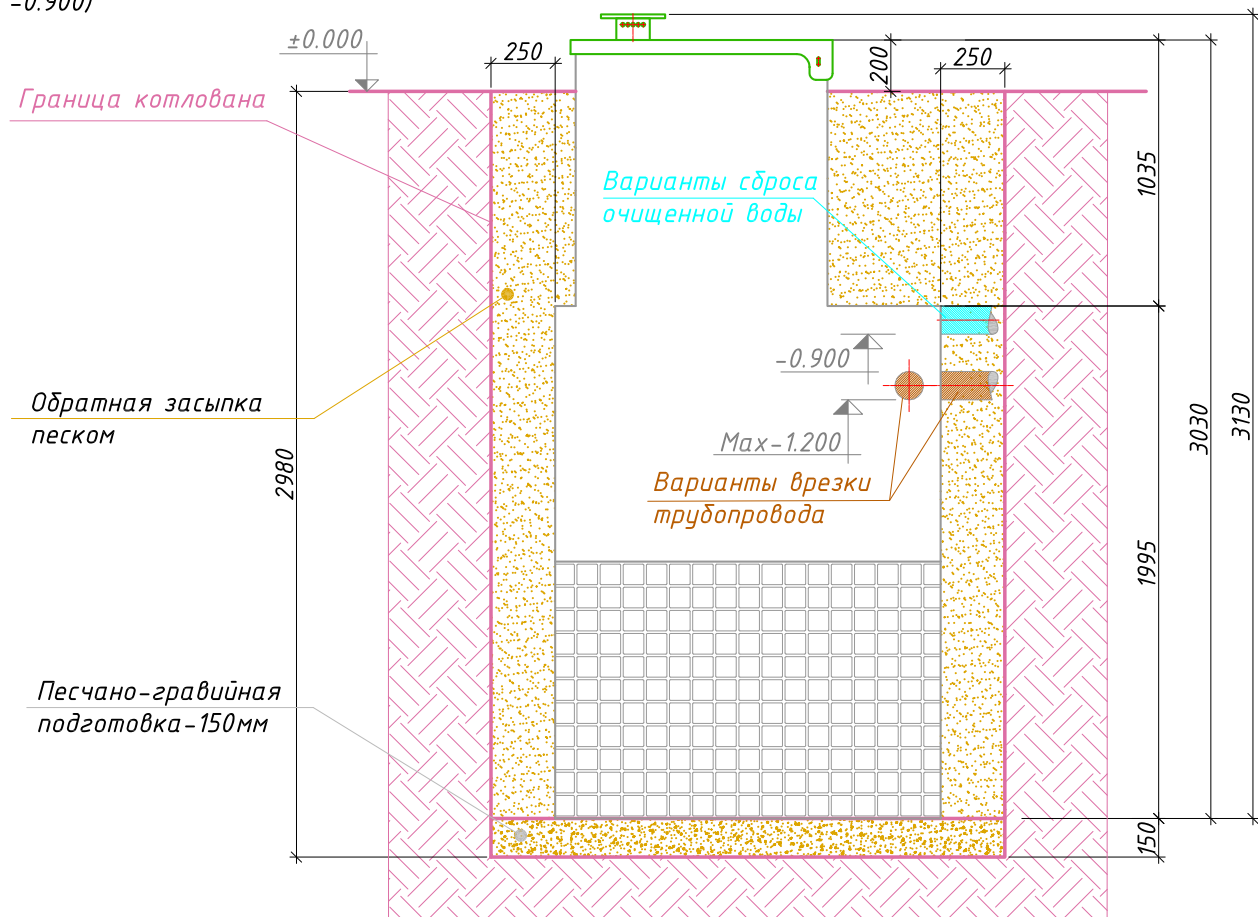 -0.900)
±0.000
250
200
250
Граница котлована
1035
Варианты сброса
очищенной воды
-0.900
Обратная засыпка
песком
3030
3130
Max-1.200
2980
Варианты врезки
трубопровода
1995
Песчано-гравийная
подготовка-150мм
150